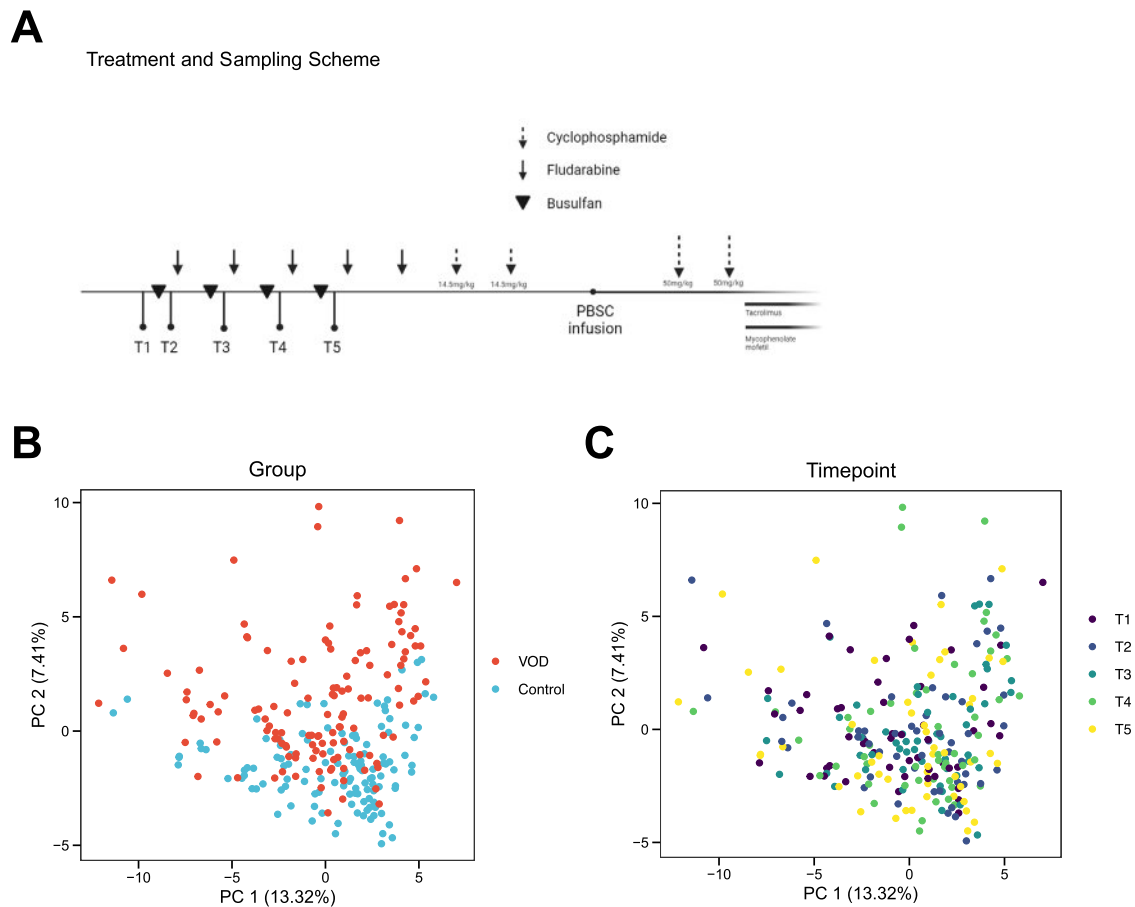 A
Treatment and Sampling Scheme
Cyclophosphamide
Fludarabine
Busulfan
14.5mg/kg 14.5mg/kg 50mg/kg 50mg/kg
PBSC
infusion
Tacrolimus
Mycophenolate
mofetil
T1 T2 T3 T4 T5
B
Group
10
5
0
−5
−10 −5 0 5
PC 2 (7.41%)
PC 1 (13.32%)
VOD
Control
C
Timepoint
10
5
0
−5
−10 −5 0 5
PC 2 (7.41%)
PC 1 (13.32%)
T1
T2
T3
T4
T5